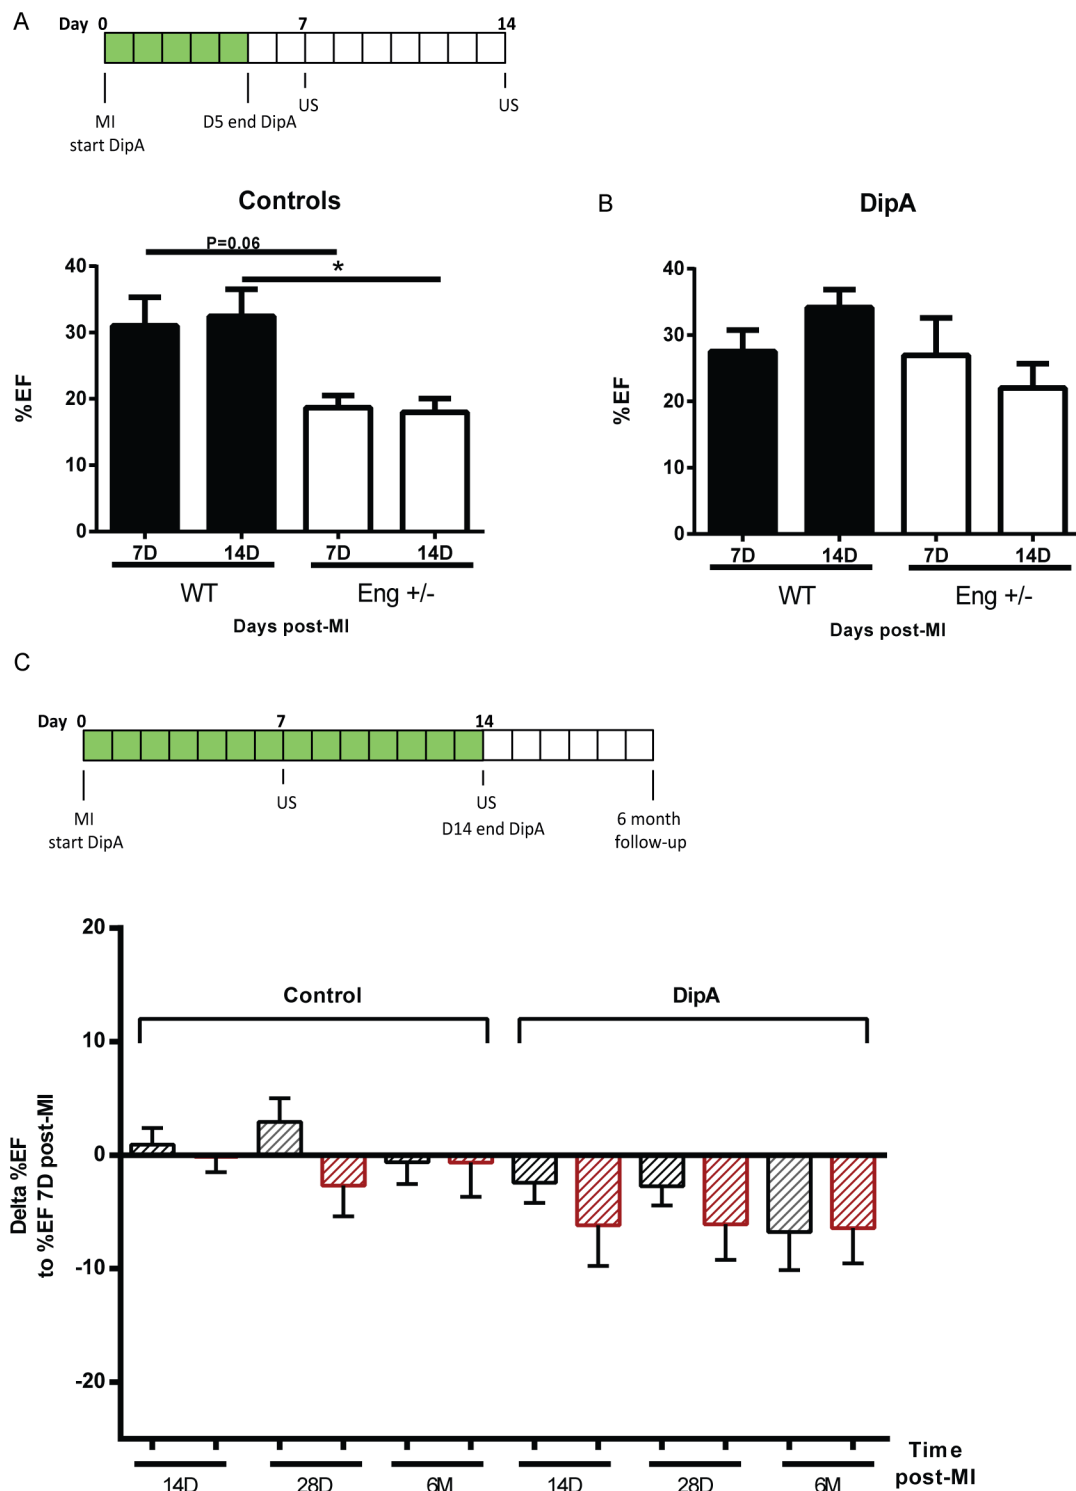 A
Day 0 7 14
US
US
MI
start DipA
D5 end DipA
Controls
P=0.06
*
40
30
20
10
0
%EF
7D 14D 7D 14D
WT Eng +/-
Days post-MI
B
DipA
40
30
20
10
0
%EF
7D 14D 7D 14D
WT Eng +/-
Days post-MI
C
Day 0 7 14
US
US
MI
start DipA
D14 end DipA
6 month
follow-up
20
10
0
-10
-20
Delta %EF
to %EF 7D post-MI
Control
DipA
14D 28D 6M 14D 28D 6M
Time
post-MI